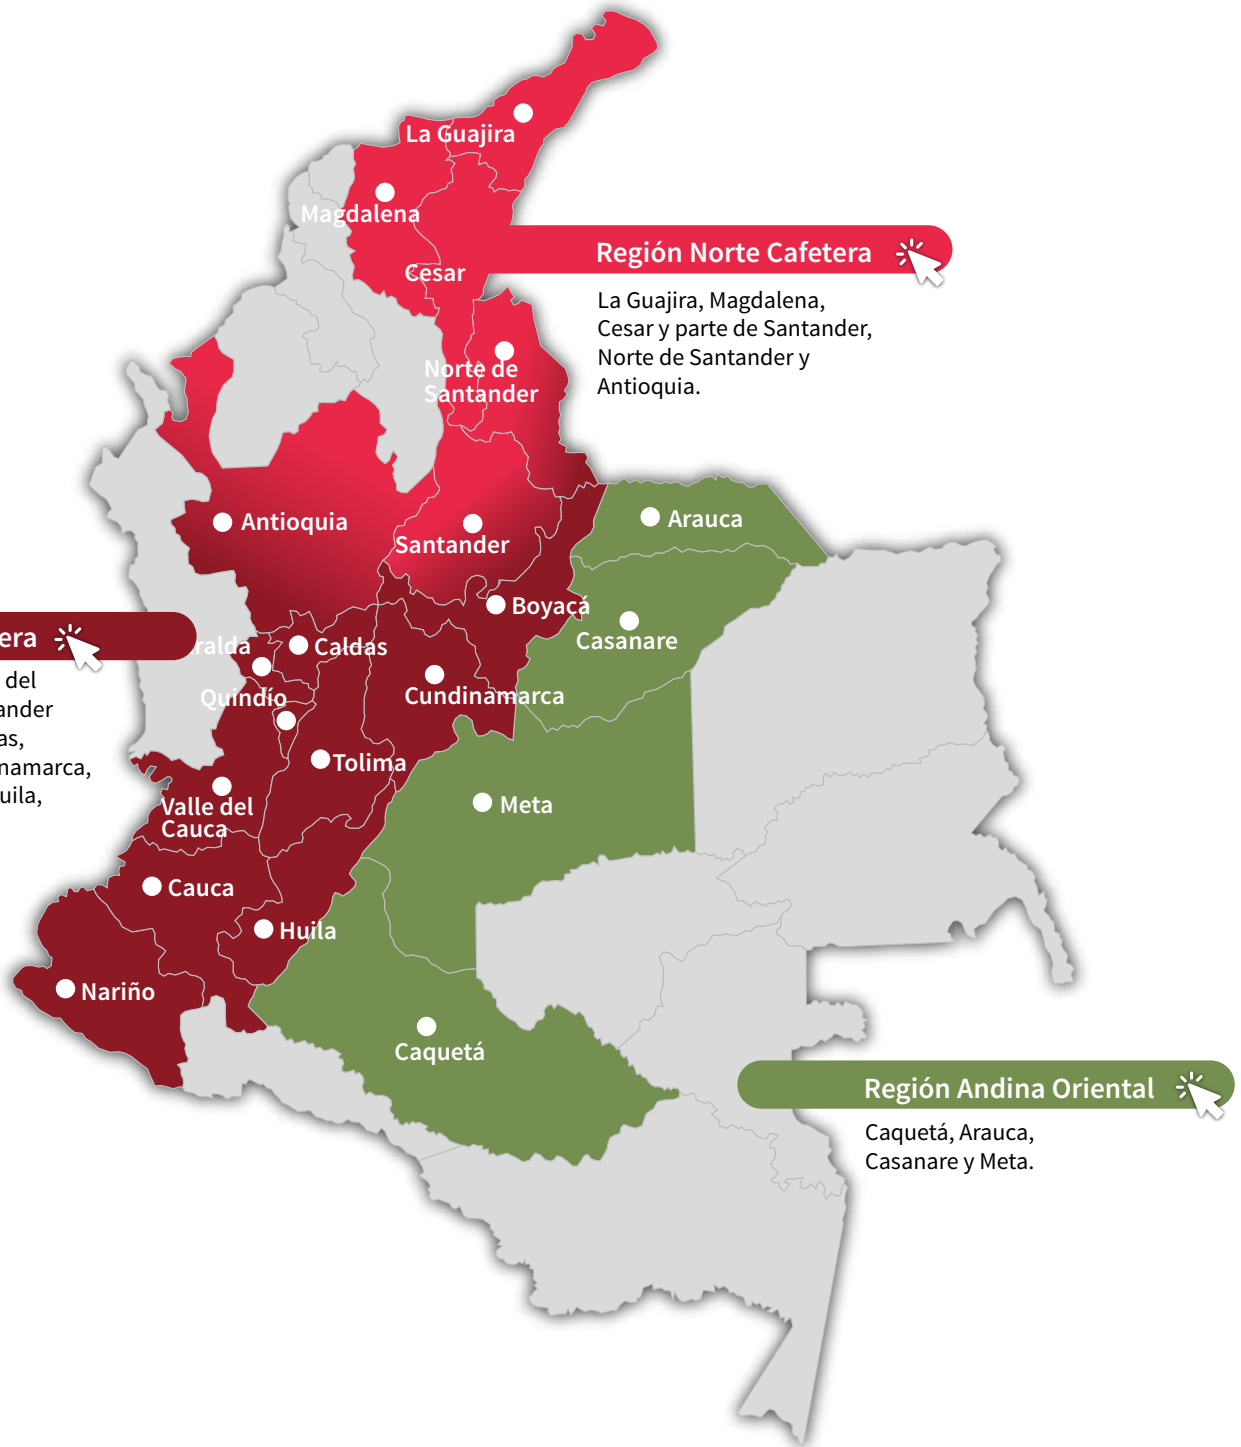 La Guajira
Magdalena
Cesar
Región Norte Cafetera
La Guajira, Magdalena,
Cesar y parte de Santander,
Norte de Santander y
Antioquia.
Norte de
Santander
Antioquia
Santander
Arauca
Boyacá
Casanare
era
ralda
Caldas
del
ander
as,
namarca,
uila,
Quindío
Cundinamarca
Tolima
Valle del
Cauca
Meta
Cauca
Huila
Nariño
Caquetá
Región Andina Oriental
Caquetá, Arauca,
Casanare y Meta.